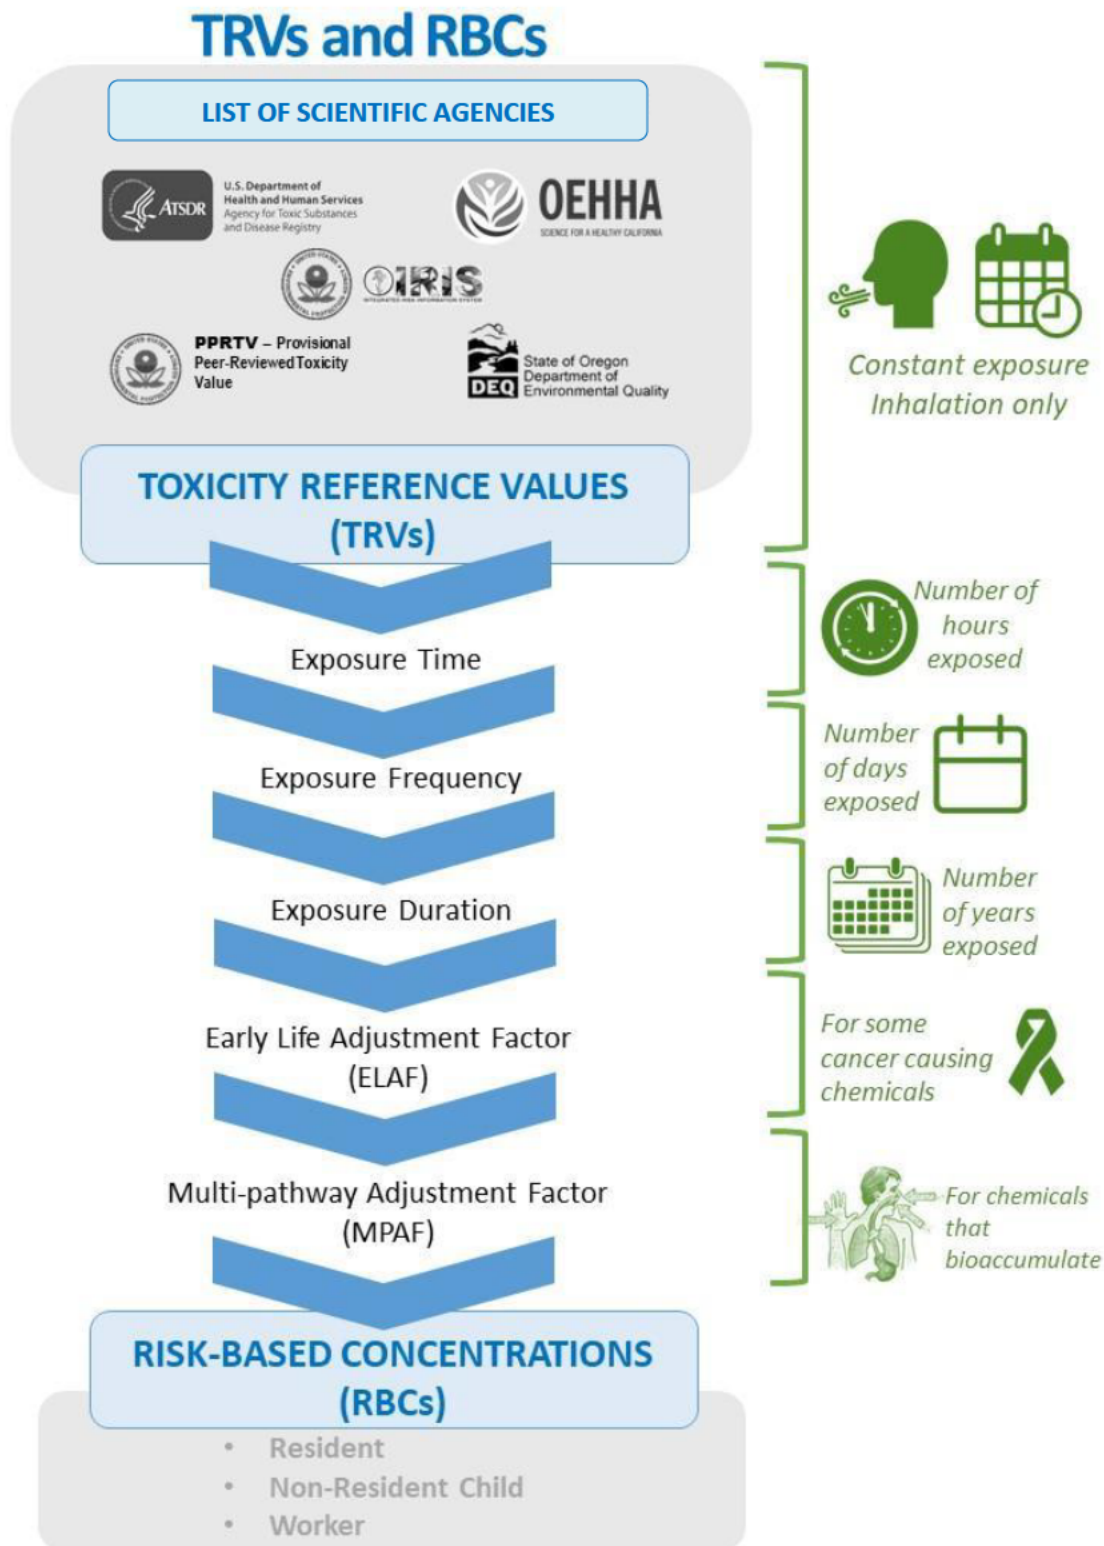 TRVs and RBCs
LIST OF SCIENTIFIC AGENCIES
ATSDR
U.S. Department of
Health and Human Services
Agency for Toxic Substances
and Disease Registry
OEHHA
SCIENCE FOR A HEALTHY CALIFORNIA
IRIS
INTEGRATED RISK INFORMATION SYSTEM
PPRTV – Provisional
Peer-Reviewed Toxicity
Value
DEQ
State of Oregon
Department of
Environmental Quality
Constant exposure
Inhalation only
TOXICITY REFERENCE VALUES
(TRVs)
Number of
hours
exposed
Exposure Time
Number
of days
exposed
Exposure Frequency
Number
of years
exposed
Exposure Duration
For some
cancer causing
chemicals
Early Life Adjustment Factor
(ELAF)
For chemicals
that
bioaccumulate
Multi-pathway Adjustment Factor
(MPAF)
RISK-BASED CONCENTRATIONS
(RBCs)
• Resident
• Non-Resident Child
• Worker